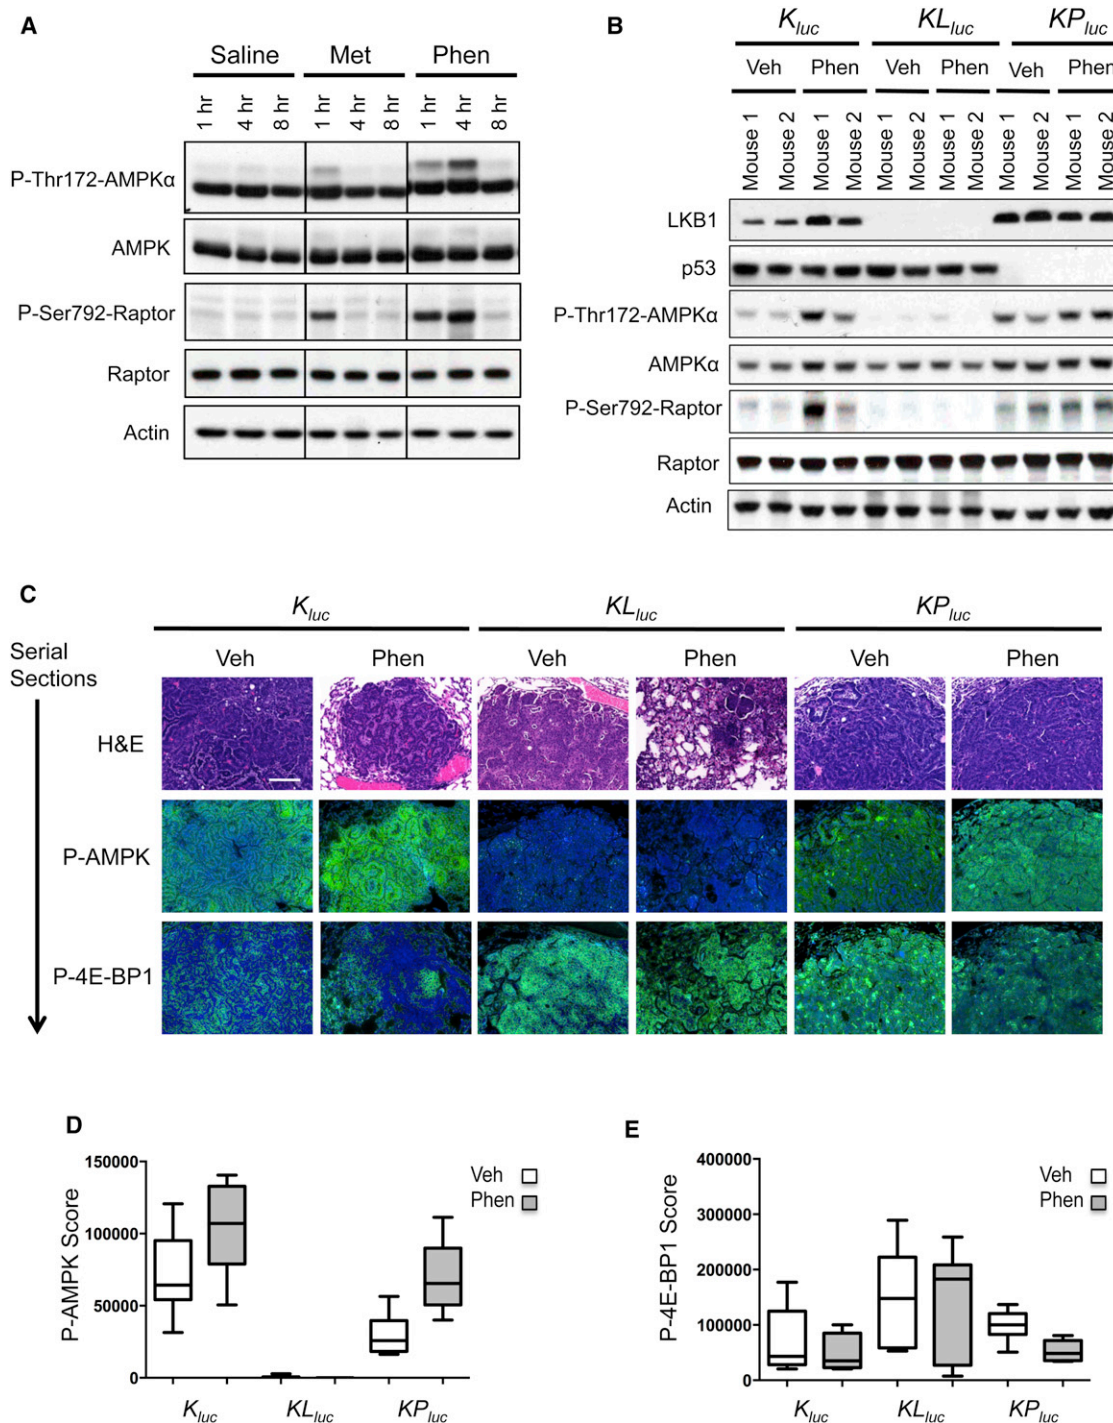 A
Saline Met Phen
1 hr 4 hr 8 hr 1 hr 4 hr 8 hr 1 hr 4 hr 8 hr
P-Thr172-AMPKα
AMPK
P-Ser792-Raptor
Raptor
Actin
B
Kluc KLluc KPluc
Veh Phen Veh Phen Veh Phen
Mouse 1 Mouse 2 Mouse 1 Mouse 2 Mouse 1 Mouse 2 Mouse 1 Mouse 2 Mouse 1 Mouse 2 Mouse 1 Mouse 2
LKB1
p53
P-Thr172-AMPKα
AMPKα
P-Ser792-Raptor
Raptor
Actin
C
Kluc KLluc KPluc
Serial
Sections
Veh Phen Veh Phen Veh Phen
H&E
P-AMPK
P-4E-BP1
D
P-AMPK Score
150000
100000
50000
0
Veh
Phen
Kluc KLluc KPluc
E
P-4E-BP1 Score
400000
300000
200000
100000
0
Veh
Phen
Kluc KLluc KPluc